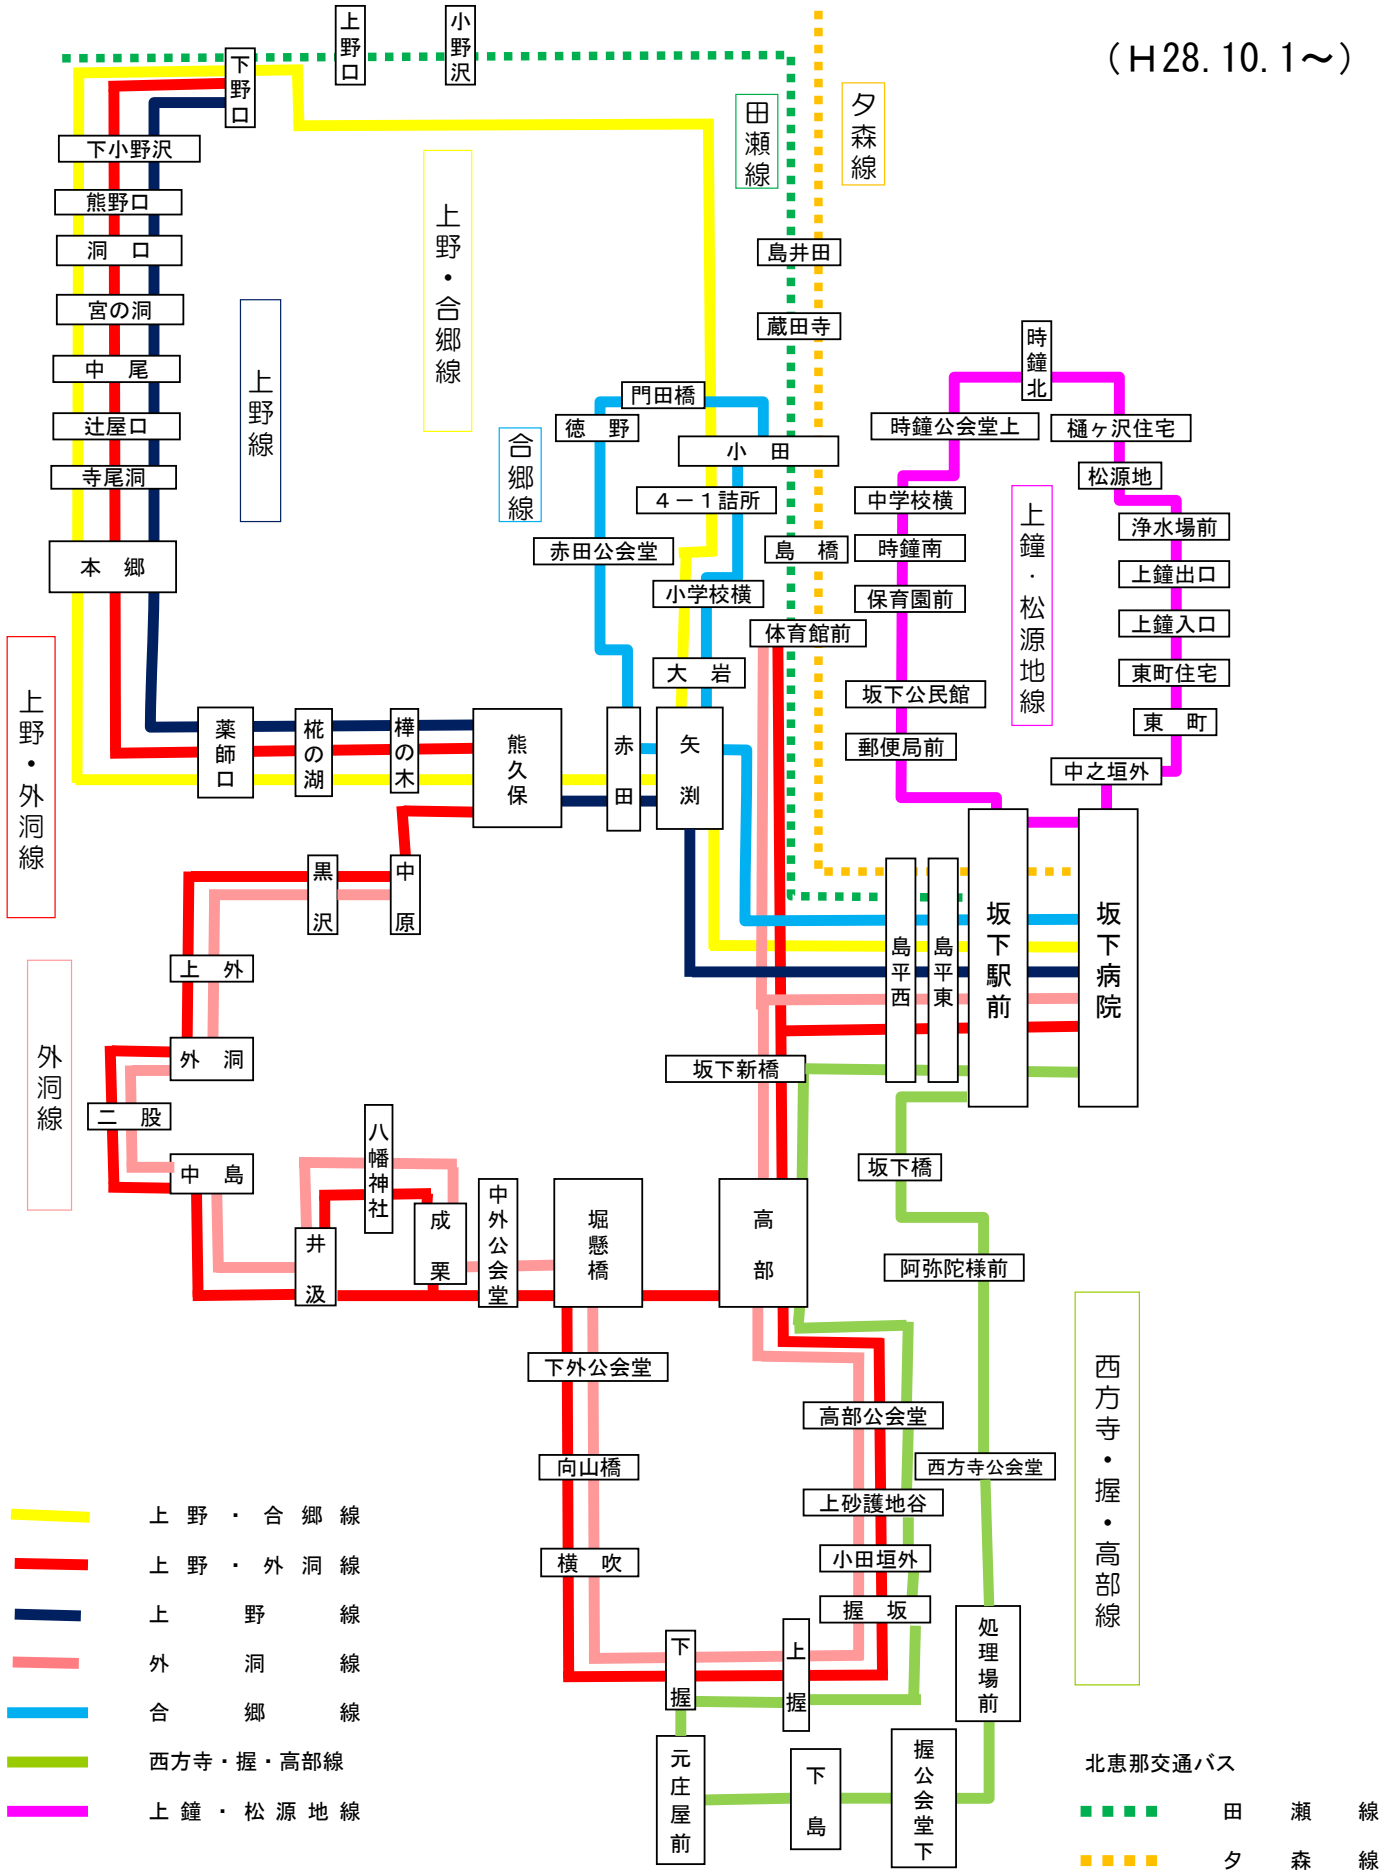 （H28.10.1～）
上野口
小野沢
下野口
田瀬線
夕森線
下小野沢
熊野口
洞　口
宮の洞
中　尾
辻屋口
寺尾洞
本　郷
上野線
上野・合郷線
合郷線
島井田
蔵田寺
門田橋
徳　野
小　田
４－１詰所
赤田公会堂
島　橋
小学校横
体育館前
大　岩
時鐘北
時鐘公会堂上
樋ヶ沢住宅
松源地
中学校横
浄水場前
時鐘南
上鐘出口
保育園前
上鐘入口
上鐘・松源地線
東町住宅
坂下公民館
東　町
郵便局前
中之垣外
上野・外洞線
薬師口
椛の湖
樺の木
熊久保
赤田
矢渕
黒沢
中原
島平西
島平東
坂下駅前
坂下病院
上　外
外洞線
外　洞
坂下新橋
二　股
八幡神社
中　島
坂下橋
井汲
成栗
中外公会堂
堀懸橋
高部
阿弥陀様前
下外公会堂
高部公会堂
西方寺・握・高部線
向山橋
西方寺公会堂
上砂護地谷
横　吹
小田垣外
握　坂
下握
上握
処理場前
元庄屋前
下島
握公会堂下
上野・合郷線
上野・外洞線
上野線
外洞線
合郷線
西方寺・握・高部線
上鐘・松源地線
北恵那交通バス
田瀬線
夕森線